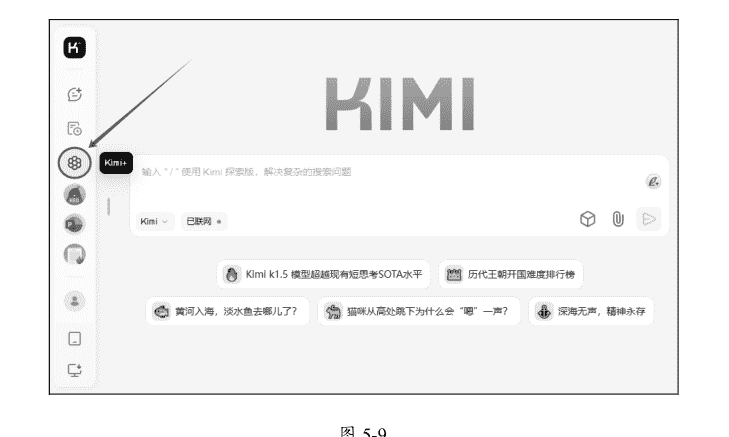 KIMI
Kimi+
输入 "/" 使用 Kimi 探索版，解决复杂的搜索问题
Kimi
已联网
Kimi k1.5 模型超越现有短思考SOTA水平
历代王朝开国难度排行榜
黄河入海，淡水鱼去哪儿了？
猫咪从高处跳下为什么会“嗯”一声？
深海无声，精神永存
图 5-9